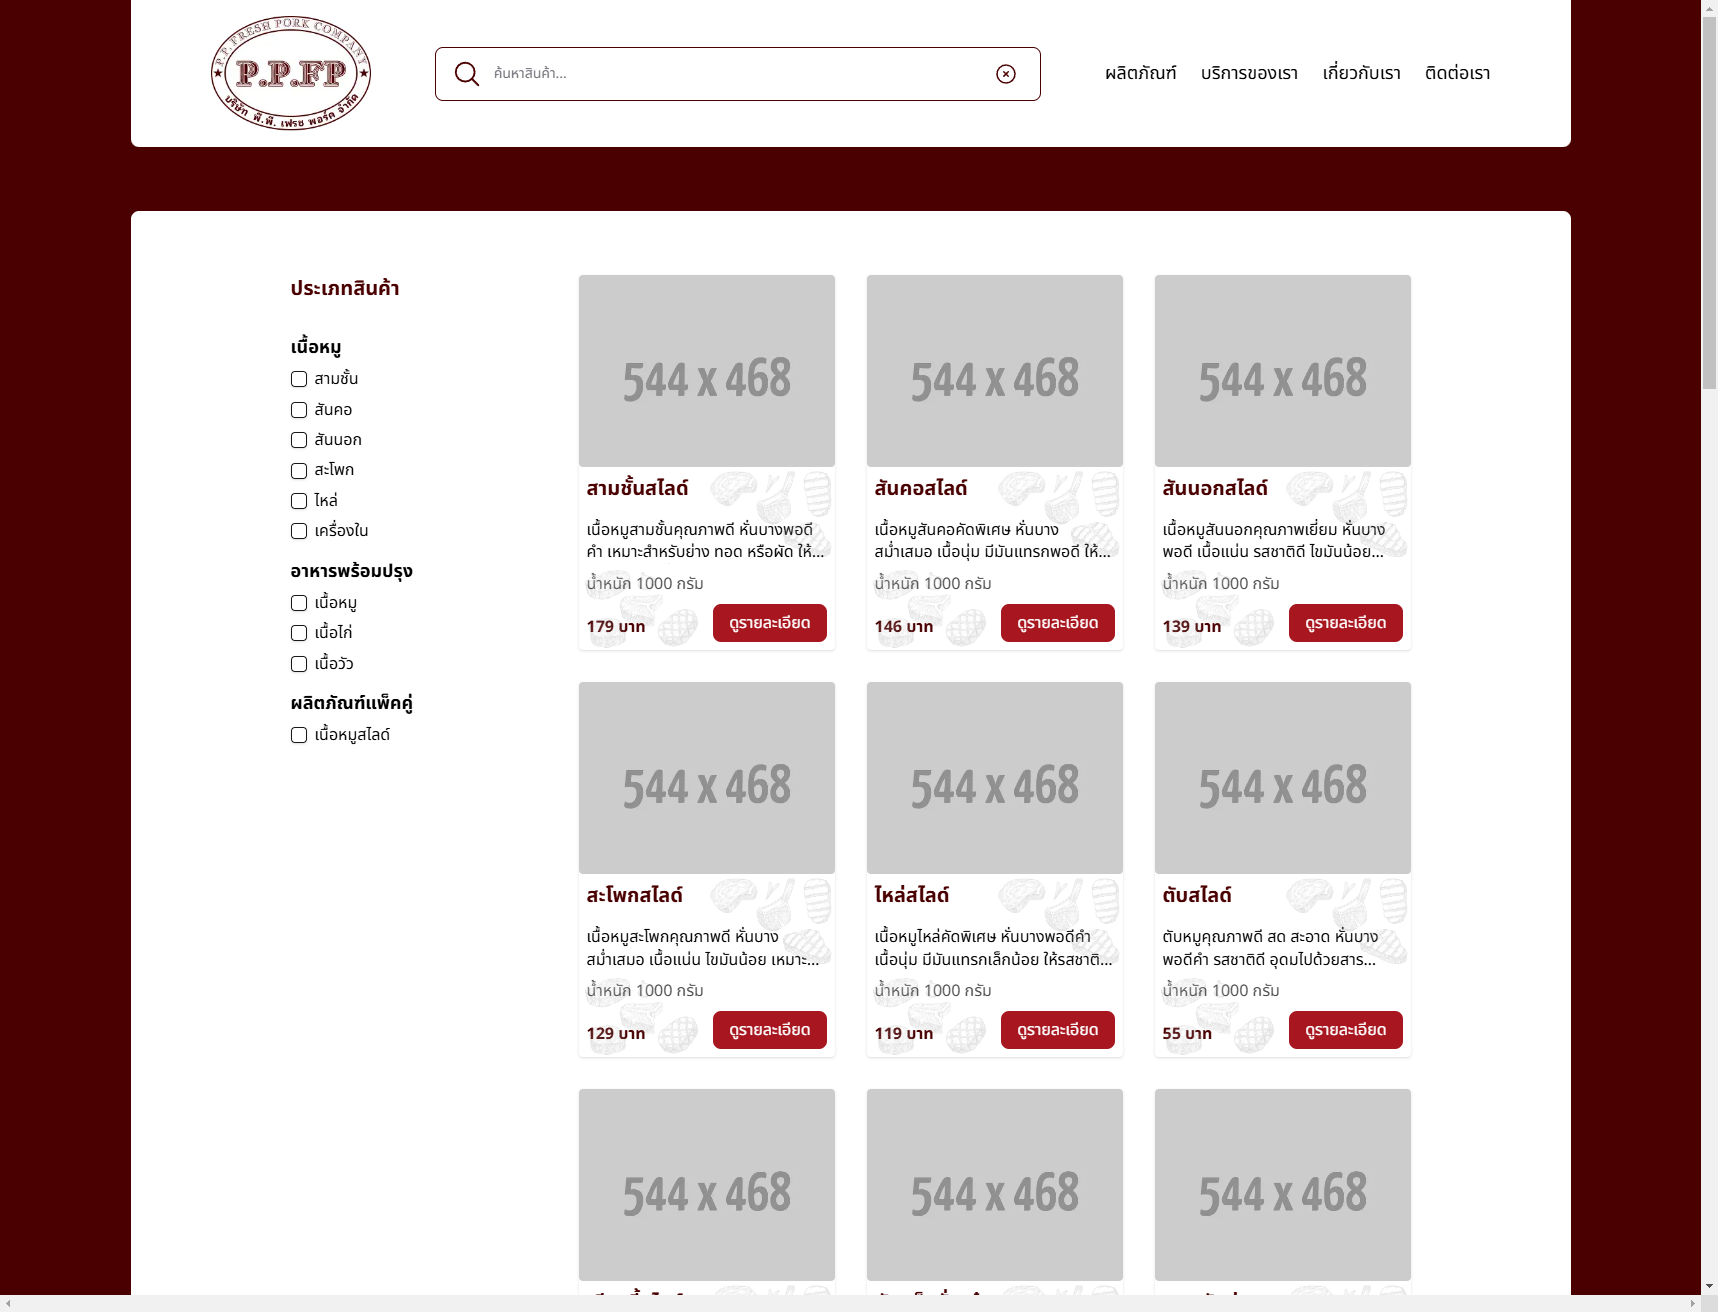 P.P.FRESH PORK COMPANY
P.P.FP
บริษัท พี.พี. เฟรช พอร์ค จำกัด
ค้นหาสินค้า...
ผลิตภัณฑ์
บริการของเรา
เกี่ยวกับเรา
ติดต่อเรา
ประเภทสินค้า
เนื้อหมู
สามชั้น
สันคอ
สันนอก
สะโพก
ไหล่
เครื่องใน
อาหารพร้อมปรุง
เนื้อหมู
เนื้อไก่
เนื้อวัว
ผลิตภัณฑ์แพ็คคู่
เนื้อหมูสไลด์
544 x 468
สามชั้นสไลด์
เนื้อหมูสามชั้นคุณภาพดี หั่นบางพอดี
คำ เหมาะสำหรับย่าง ทอด หรือผัด ให้...
น้ำหนัก 1000 กรัม
179 บาท
ดูรายละเอียด
544 x 468
สันคอสไลด์
เนื้อหมูสันคอคัดพิเศษ หั่นบาง
สม่ำเสมอ เนื้อนุ่ม มีมันแทรกพอดี ให้...
น้ำหนัก 1000 กรัม
146 บาท
ดูรายละเอียด
544 x 468
สันนอกสไลด์
เนื้อหมูสันนอกคุณภาพเยี่ยม หั่นบาง
พอดี เนื้อแน่น รสชาติดี ไขมันน้อย...
น้ำหนัก 1000 กรัม
139 บาท
ดูรายละเอียด
544 x 468
สะโพกสไลด์
เนื้อหมูสะโพกคุณภาพดี หั่นบาง
สม่ำเสมอ เนื้อแน่น ไขมันน้อย เหมาะ...
น้ำหนัก 1000 กรัม
129 บาท
ดูรายละเอียด
544 x 468
ไหล่สไลด์
เนื้อหมูไหล่คัดพิเศษ หั่นบางพอดีคำ
เนื้อนุ่ม มีมันแทรกเล็กน้อย ให้รสชาติ...
น้ำหนัก 1000 กรัม
119 บาท
ดูรายละเอียด
544 x 468
ตับสไลด์
ตับหมูคุณภาพดี สด สะอาด หั่นบาง
พอดีคำ รสชาติดี อุดมไปด้วยสาร...
น้ำหนัก 1000 กรัม
55 บาท
ดูรายละเอียด
544 x 468
544 x 468
544 x 468